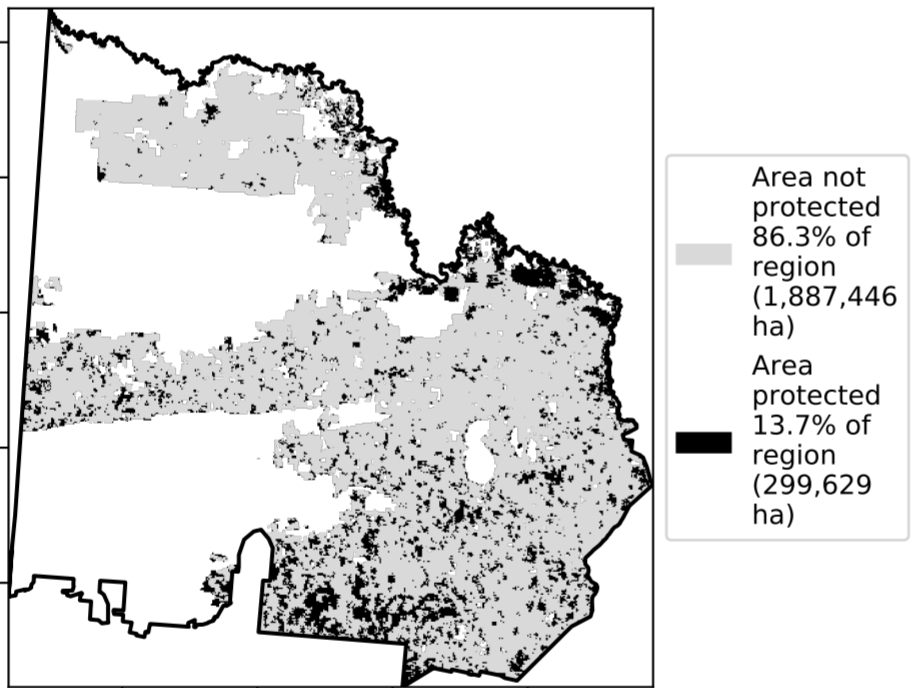 Area not
protected
86.3% of
region
(1,887,446
ha)
Area
protected
13.7% of
region
(299,629
ha)